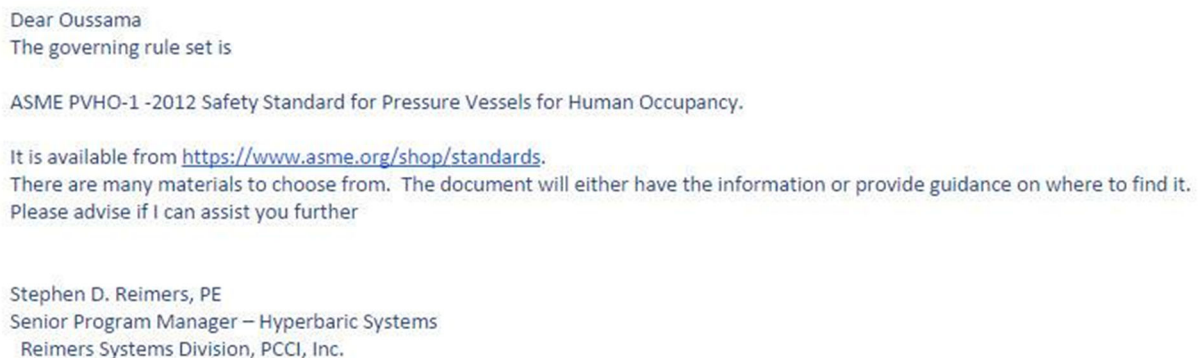 Dear Oussama
The governing rule set is
ASME PVHO-1 -2012 Safety Standard for Pressure Vessels for Human Occupancy.
It is available from https://www.asme.org/shop/standards.
There are many materials to choose from.  The document will either have the information or provide guidance on where to find it.
Please advise if I can assist you further
Stephen D. Reimers, PE
Senior Program Manager – Hyperbaric Systems
Reimers Systems Division, PCCI, Inc.